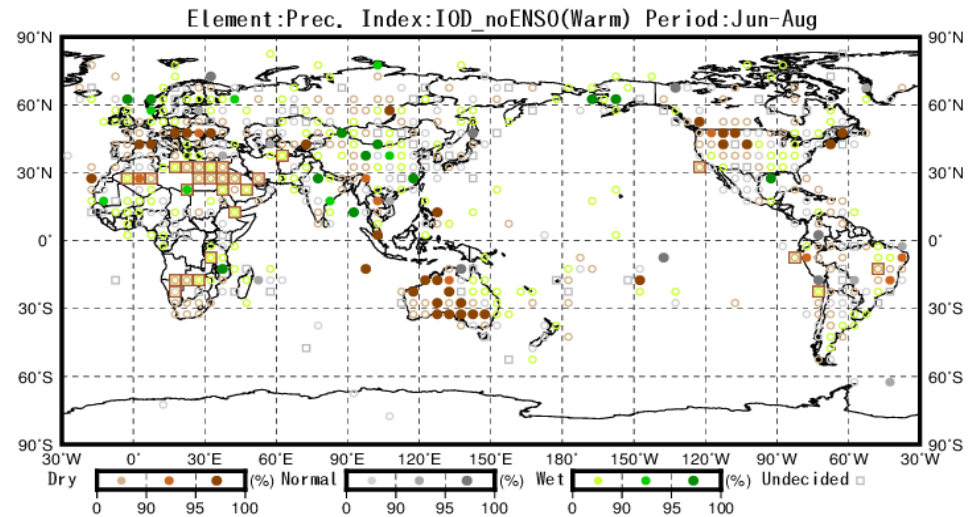 Element:Prec. Index:IOD_noENSO(Warm) Period:Jun-Aug
90˚N 90˚N
60˚N 60˚N
30˚N 30˚N
0˚ 0˚
30˚S 30˚S
60˚S 60˚S
90˚S 90˚S
30˚W 0˚ 30˚E 60˚E 90˚E 120˚E 150˚E 180˚ 150˚W 120˚W 90˚W 60˚W 30˚W
Dry (%) Normal (%) Wet (%) Undecided
0 90 95 100 0 90 95 100 0 90 95 100